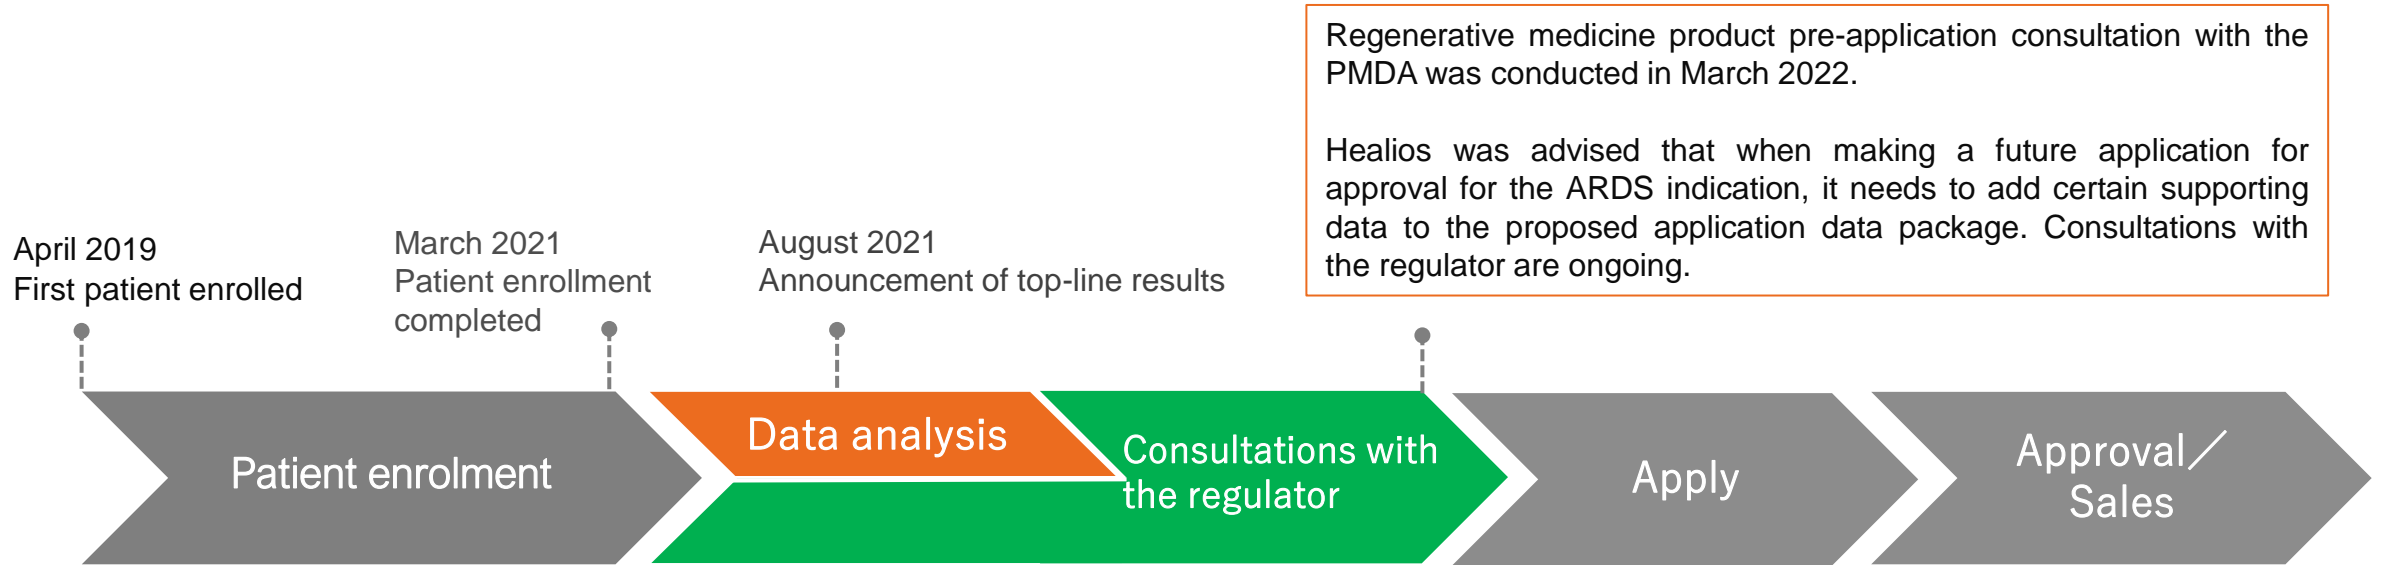 Regenerative medicine product pre-application consultation with the
PMDA was conducted in March 2022.
Healios was advised that when making a future application for
approval for the ARDS indication, it needs to add certain supporting
data to the proposed application data package. Consultations with
the regulator are ongoing.
April 2019
First patient enrolled
March 2021
Patient enrollment
completed
August 2021
Announcement of top-line results
Patient enrolment
Data analysis
Consultations with
the regulator
Apply
Approval／
Sales